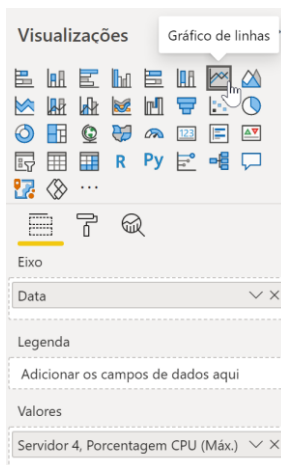 Visualizações
Gráfico de linhas
123
R Py
...
Eixo
Data
Legenda
Adicionar os campos de dados aqui
Valores
Servidor 4, Porcentagem CPU (Máx.)